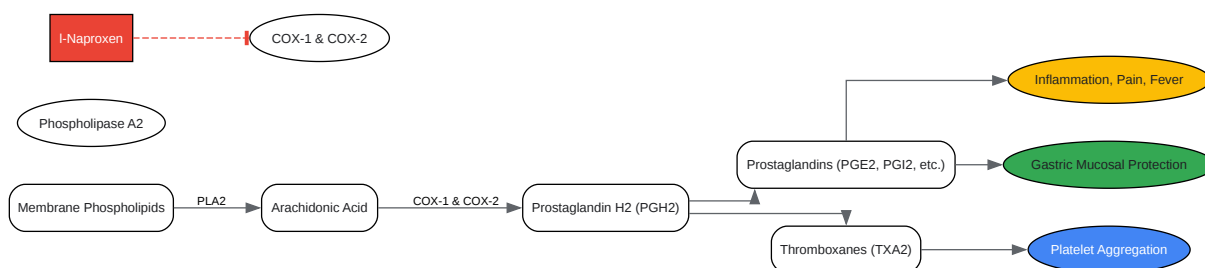 l-Naproxen
COX-1 & COX-2
Inflammation, Pain, Fever
Phospholipase A2
Prostaglandins (PGE2, PGI2, etc.)
Gastric Mucosal Protection
Membrane Phospholipids
PLA2
Arachidonic Acid
COX-1 & COX-2
Prostaglandin H2 (PGH2)
Thromboxanes (TXA2)
Platelet Aggregation